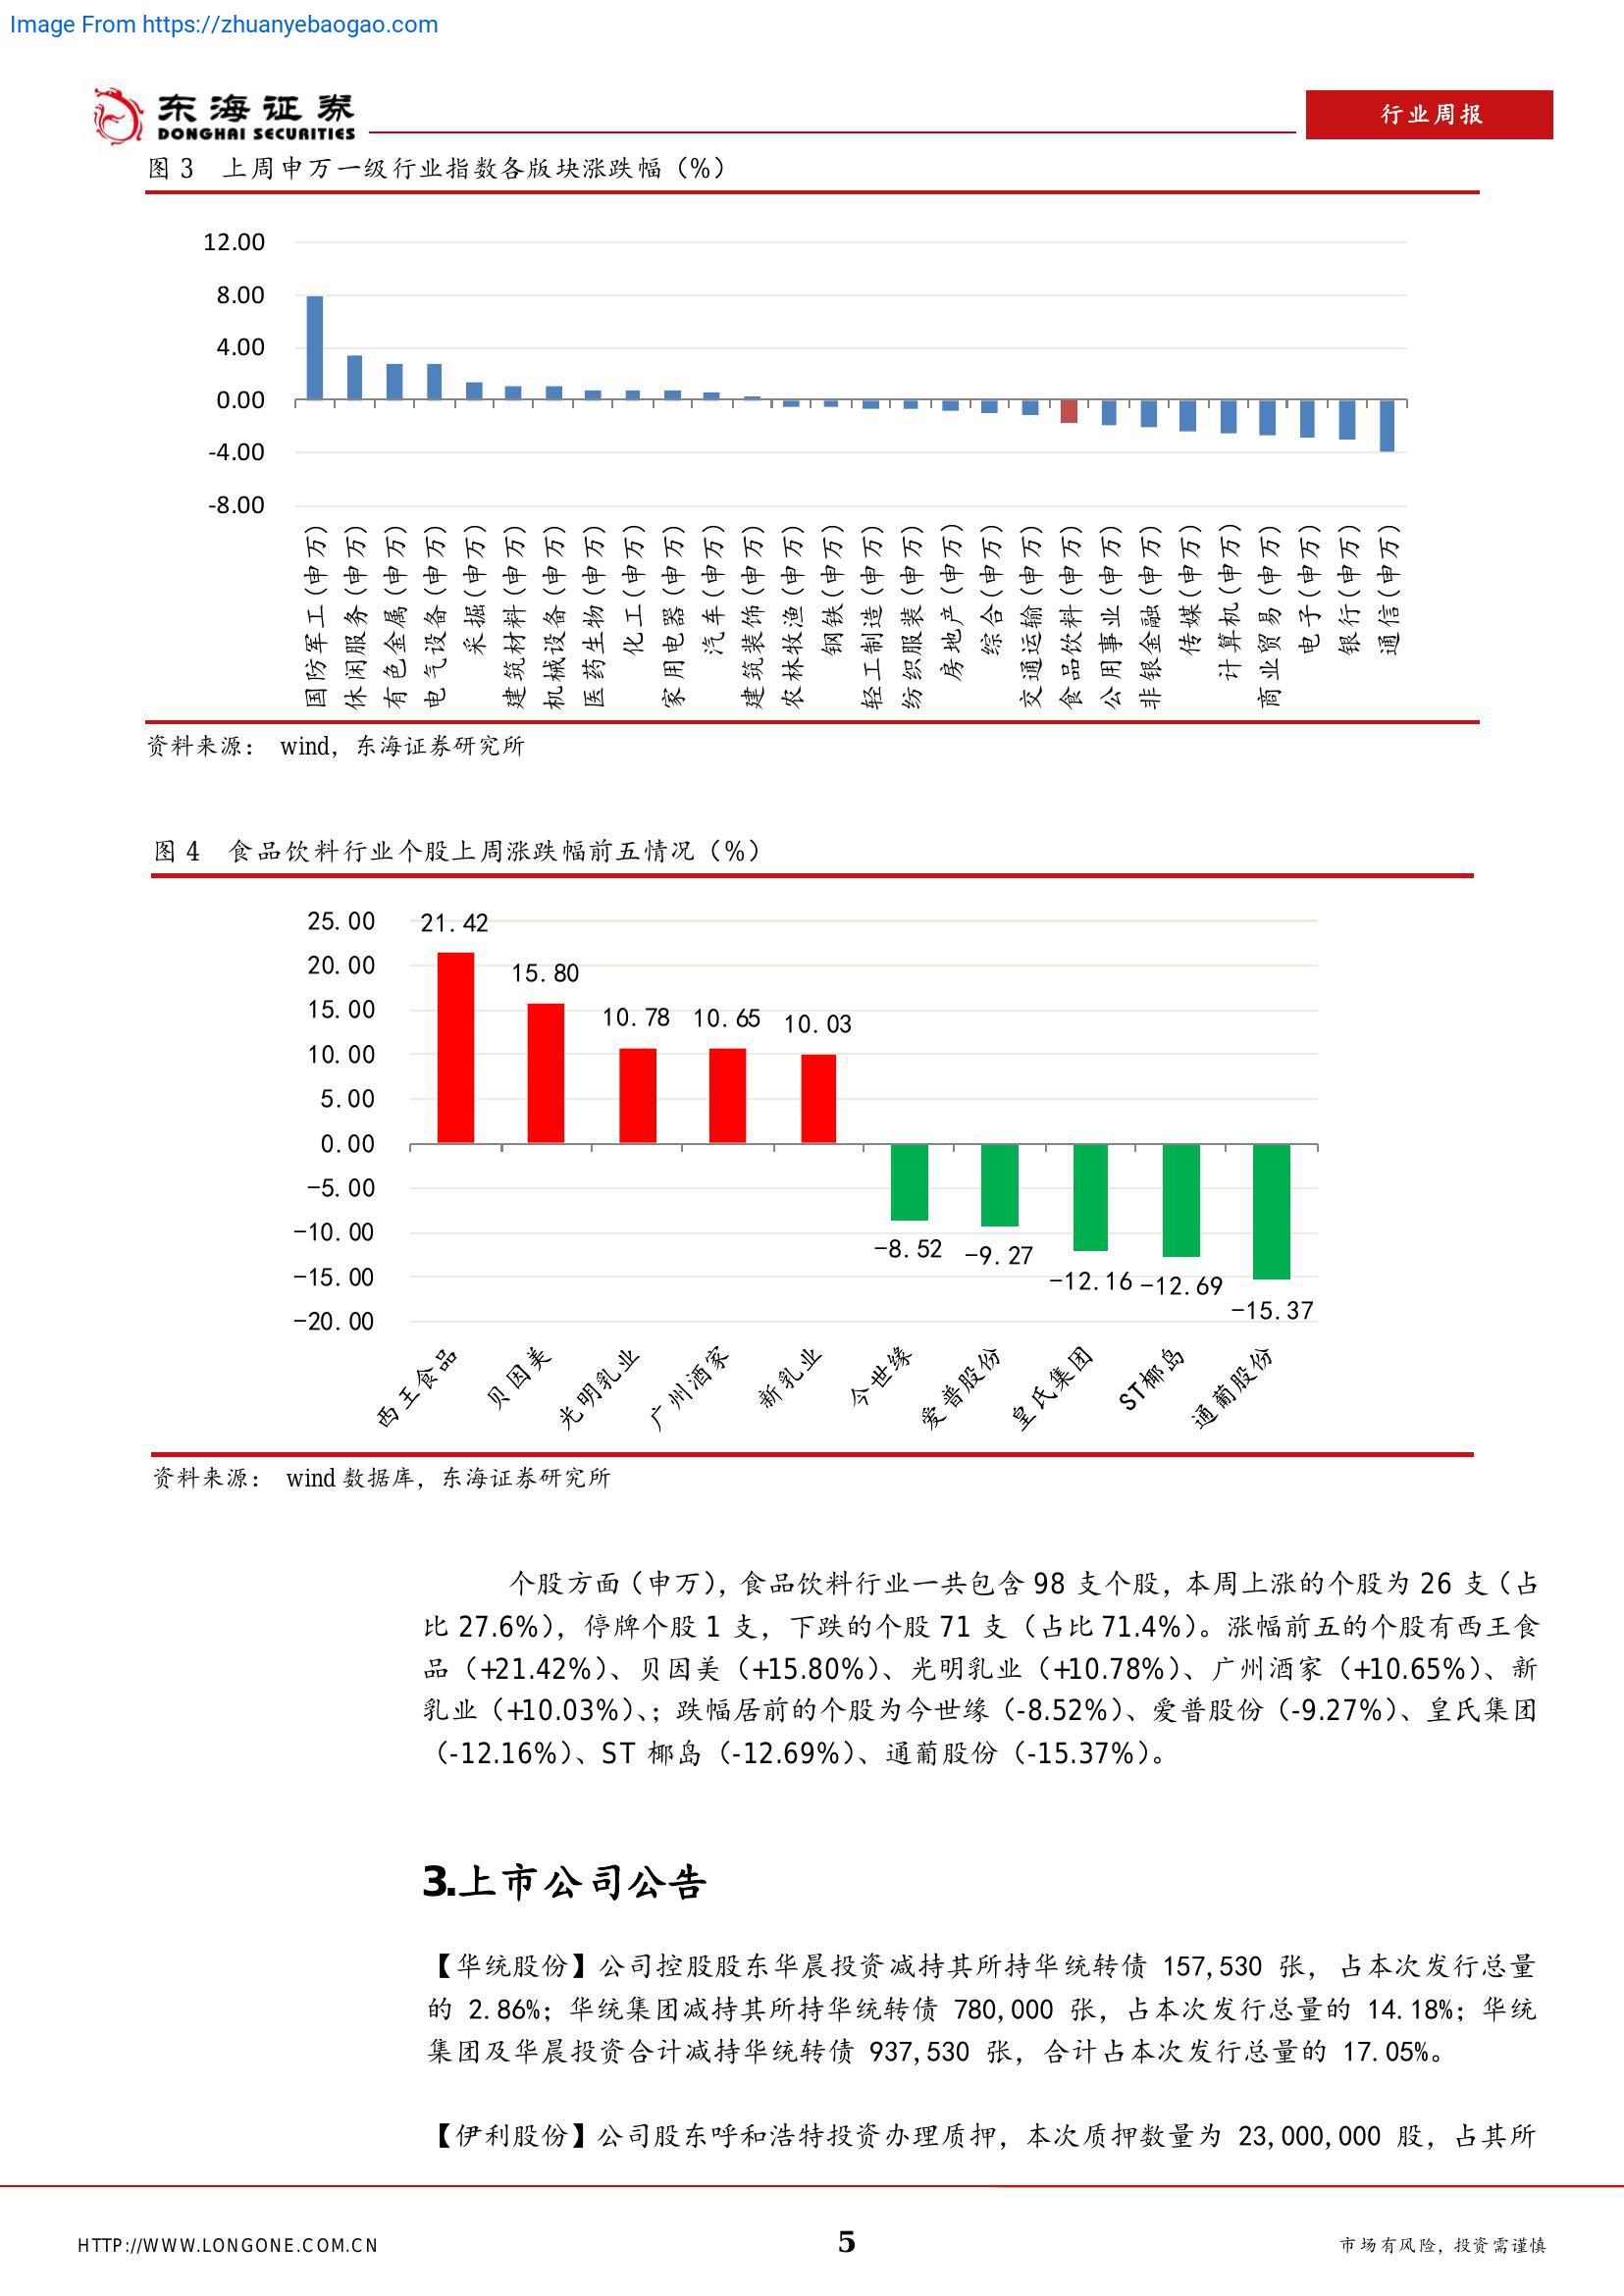 Image From https://zhuanyebaogao.com
东海证券
DONGHAI SECURITIES
行业周报
图 3 上周申万一级行业指数各版块涨跌幅（%）
12.00
8.00
4.00
0.00
-4.00
-8.00
国防军工(申万)
休闲服务(申万)
有色金属(申万)
电气设备(申万)
采掘(申万)
建筑材料(申万)
机械设备(申万)
医药生物(申万)
化工(申万)
家用电器(申万)
汽车(申万)
建筑装饰(申万)
农林牧渔(申万)
钢铁(申万)
轻工制造(申万)
纺织服装(申万)
房地产(申万)
综合(申万)
交通运输(申万)
食品饮料(申万)
公用事业(申万)
非银金融(申万)
传媒(申万)
计算机(申万)
商业贸易(申万)
电子(申万)
银行(申万)
通信(申万)
资料来源： wind，东海证券研究所
图 4 食品饮料行业个股上周涨跌幅前五情况（%）
25.00
20.00
15.00
10.00
5.00
0.00
-5.00
-10.00
-15.00
-20.00
21.42
15.80
10.78
10.65
10.03
-8.52
-9.27
-12.16
-12.69
-15.37
西王食品
贝因美
光明乳业
广州酒家
新乳业
今世缘
爱普股份
皇氏集团
ST椰岛
通葡股份
资料来源： wind 数据库，东海证券研究所
个股方面（申万），食品饮料行业一共包含 98 支个股，本周上涨的个股为 26 支（占
比 27.6%），停牌个股 1 支，下跌的个股 71 支（占比 71.4%）。涨幅前五的个股有西王食
品（+21.42%）、贝因美（+15.80%）、光明乳业（+10.78%）、广州酒家（+10.65%）、新
乳业（+10.03%）、；跌幅居前的个股为今世缘（-8.52%）、爱普股份（-9.27%）、皇氏集团
（-12.16%）、ST 椰岛（-12.69%）、通葡股份（-15.37%）。
3.上市公司公告
【华统股份】公司控股股东华晨投资减持其所持华统转债 157,530 张，占本次发行总量
的 2.86%；华统集团减持其所持华统转债 780,000 张，占本次发行总量的 14.18%；华统
集团及华晨投资合计减持华统转债 937,530 张，合计占本次发行总量的 17.05%。
【伊利股份】公司股东呼和浩特投资办理质押，本次质押数量为 23,000,000 股，占其所
HTTP://WWW.LONGONE.COM.CN
5
市场有风险，投资需谨慎